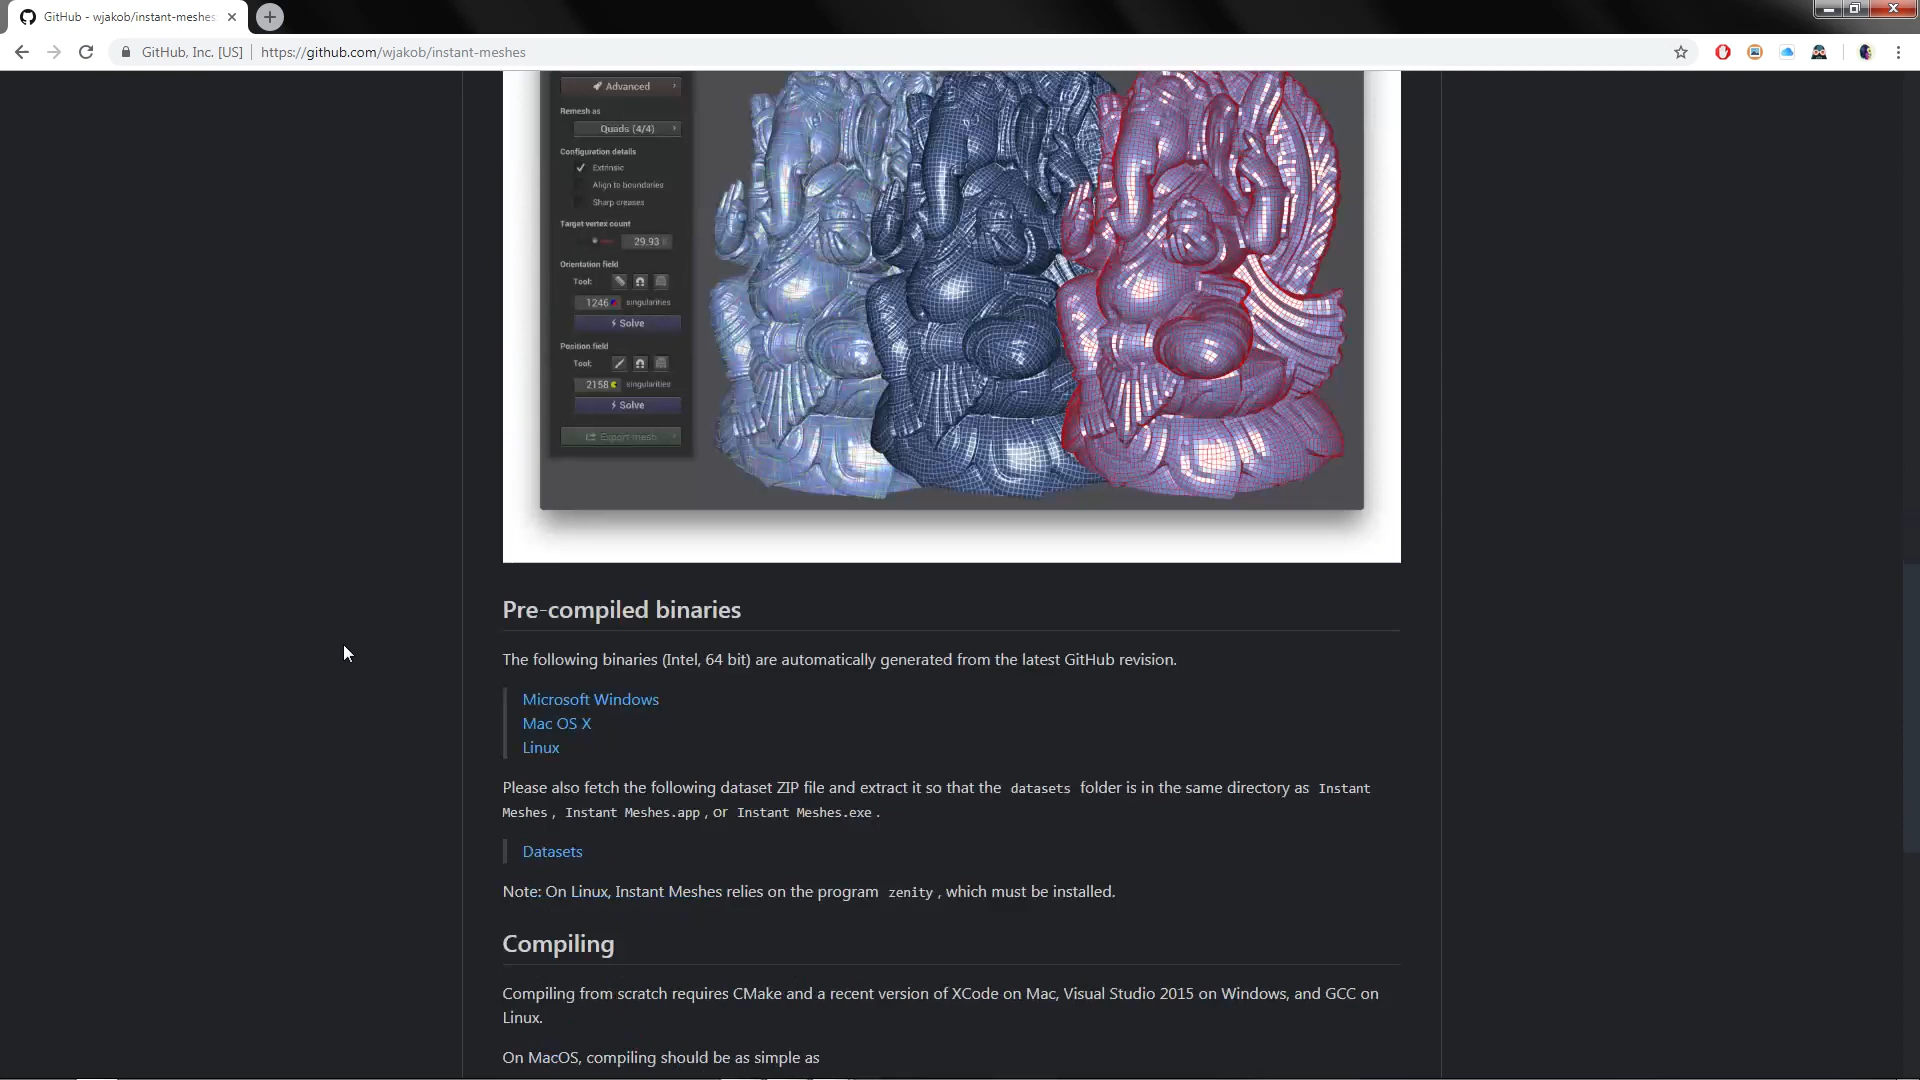 GitHub - wjakob/instant-meshes:
GitHub, Inc. [US] https://github.com/wjakob/instant-meshes
Advanced
Remesh as
Quads (4/4)
Configuration details
Extrinsic
Align to boundaries
Sharp creases
Target vertex count
29.93
Orientation field
Tool:
1246 singularities
Solve
Position field
Tool:
2158 singularities
Solve
Export mesh
Pre-compiled binaries
The following binaries (Intel, 64 bit) are automatically generated from the latest GitHub revision.
Microsoft Windows
Mac OS X
Linux
Please also fetch the following dataset ZIP file and extract it so that the datasets folder is in the same directory as Instant
Meshes, Instant Meshes.app, or Instant Meshes.exe.
Datasets
Note: On Linux, Instant Meshes relies on the program zenity, which must be installed.
Compiling
Compiling from scratch requires CMake and a recent version of XCode on Mac, Visual Studio 2015 on Windows, and GCC on
Linux.
On MacOS, compiling should be as simple as